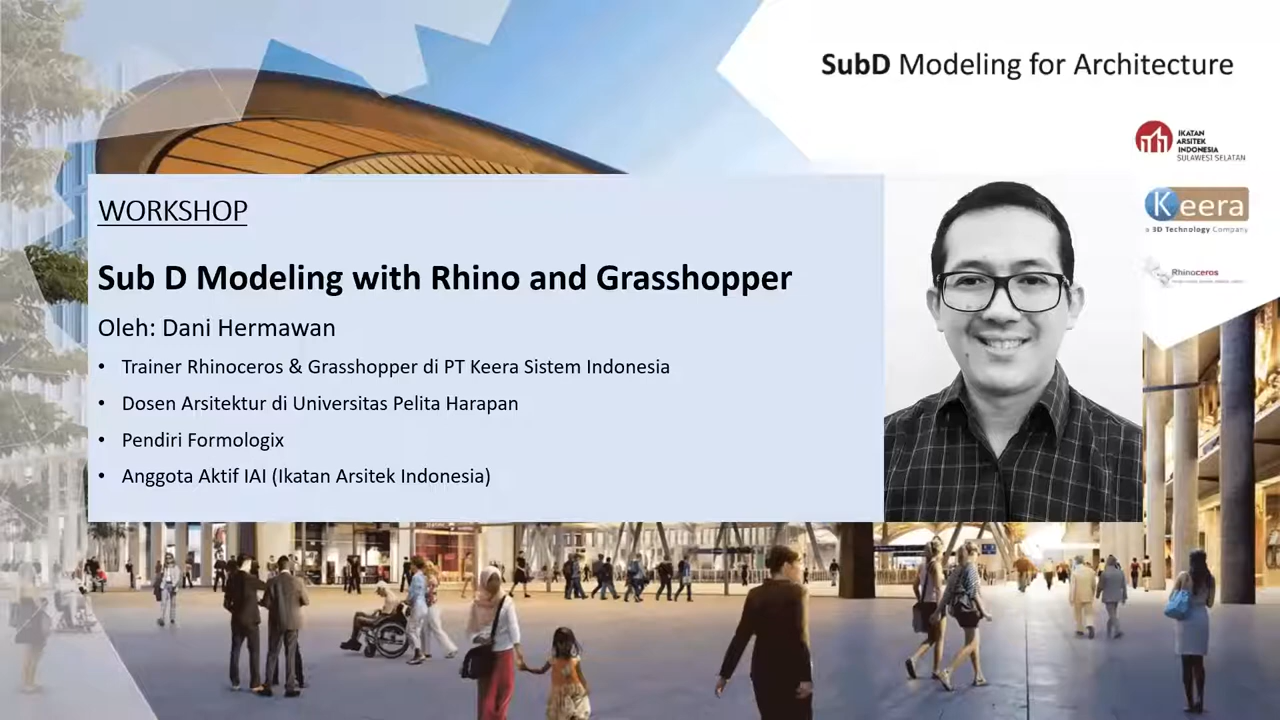 SubD Modeling for Architecture
IKATAN
ARSITEK
INDONESIA
SULAWESI SELATAN
Keera
a 3D Technology Company
Rhinoceros
WORKSHOP
Sub D Modeling with Rhino and Grasshopper
Oleh: Dani Hermawan
• Trainer Rhinoceros & Grasshopper di PT Keera Sistem Indonesia
• Dosen Arsitektur di Universitas Pelita Harapan
• Pendiri Formologix
• Anggota Aktif IAI (Ikatan Arsitek Indonesia)